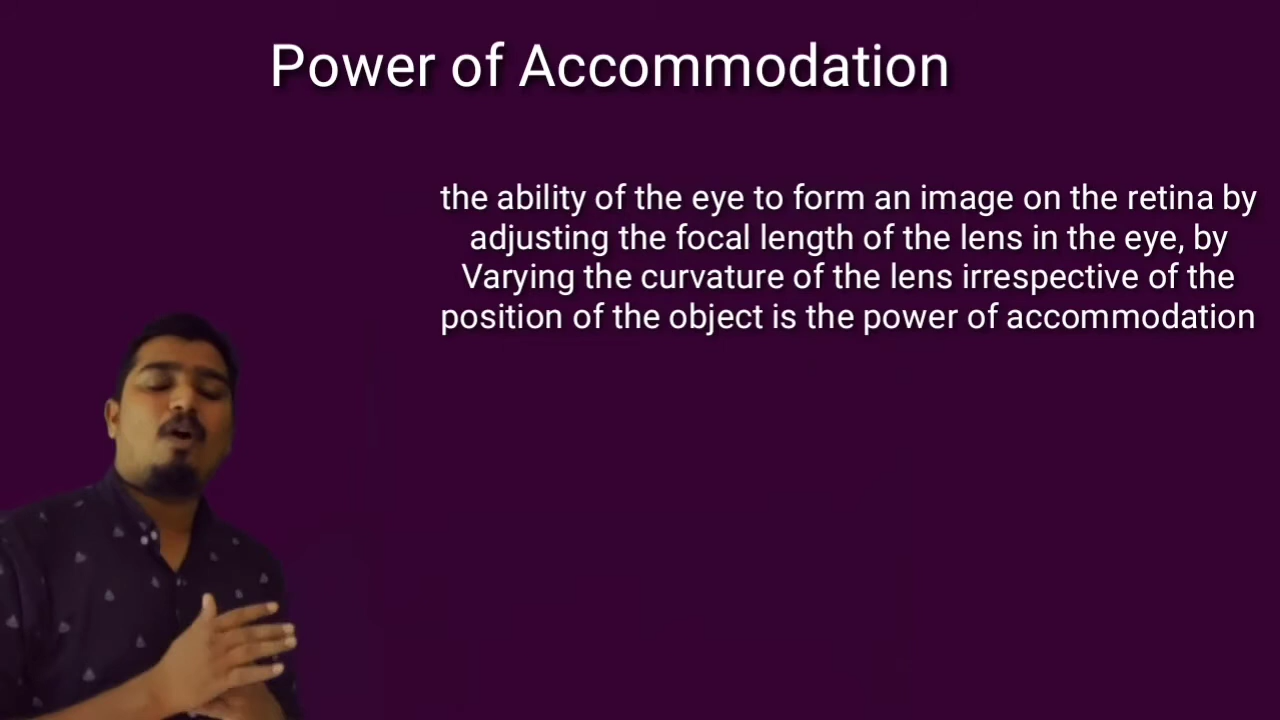 Power of Accommodation
the ability of the eye to form an image on the retina by
adjusting the focal length of the lens in the eye, by
Varying the curvature of the lens irrespective of the
position of the object is the power of accommodation